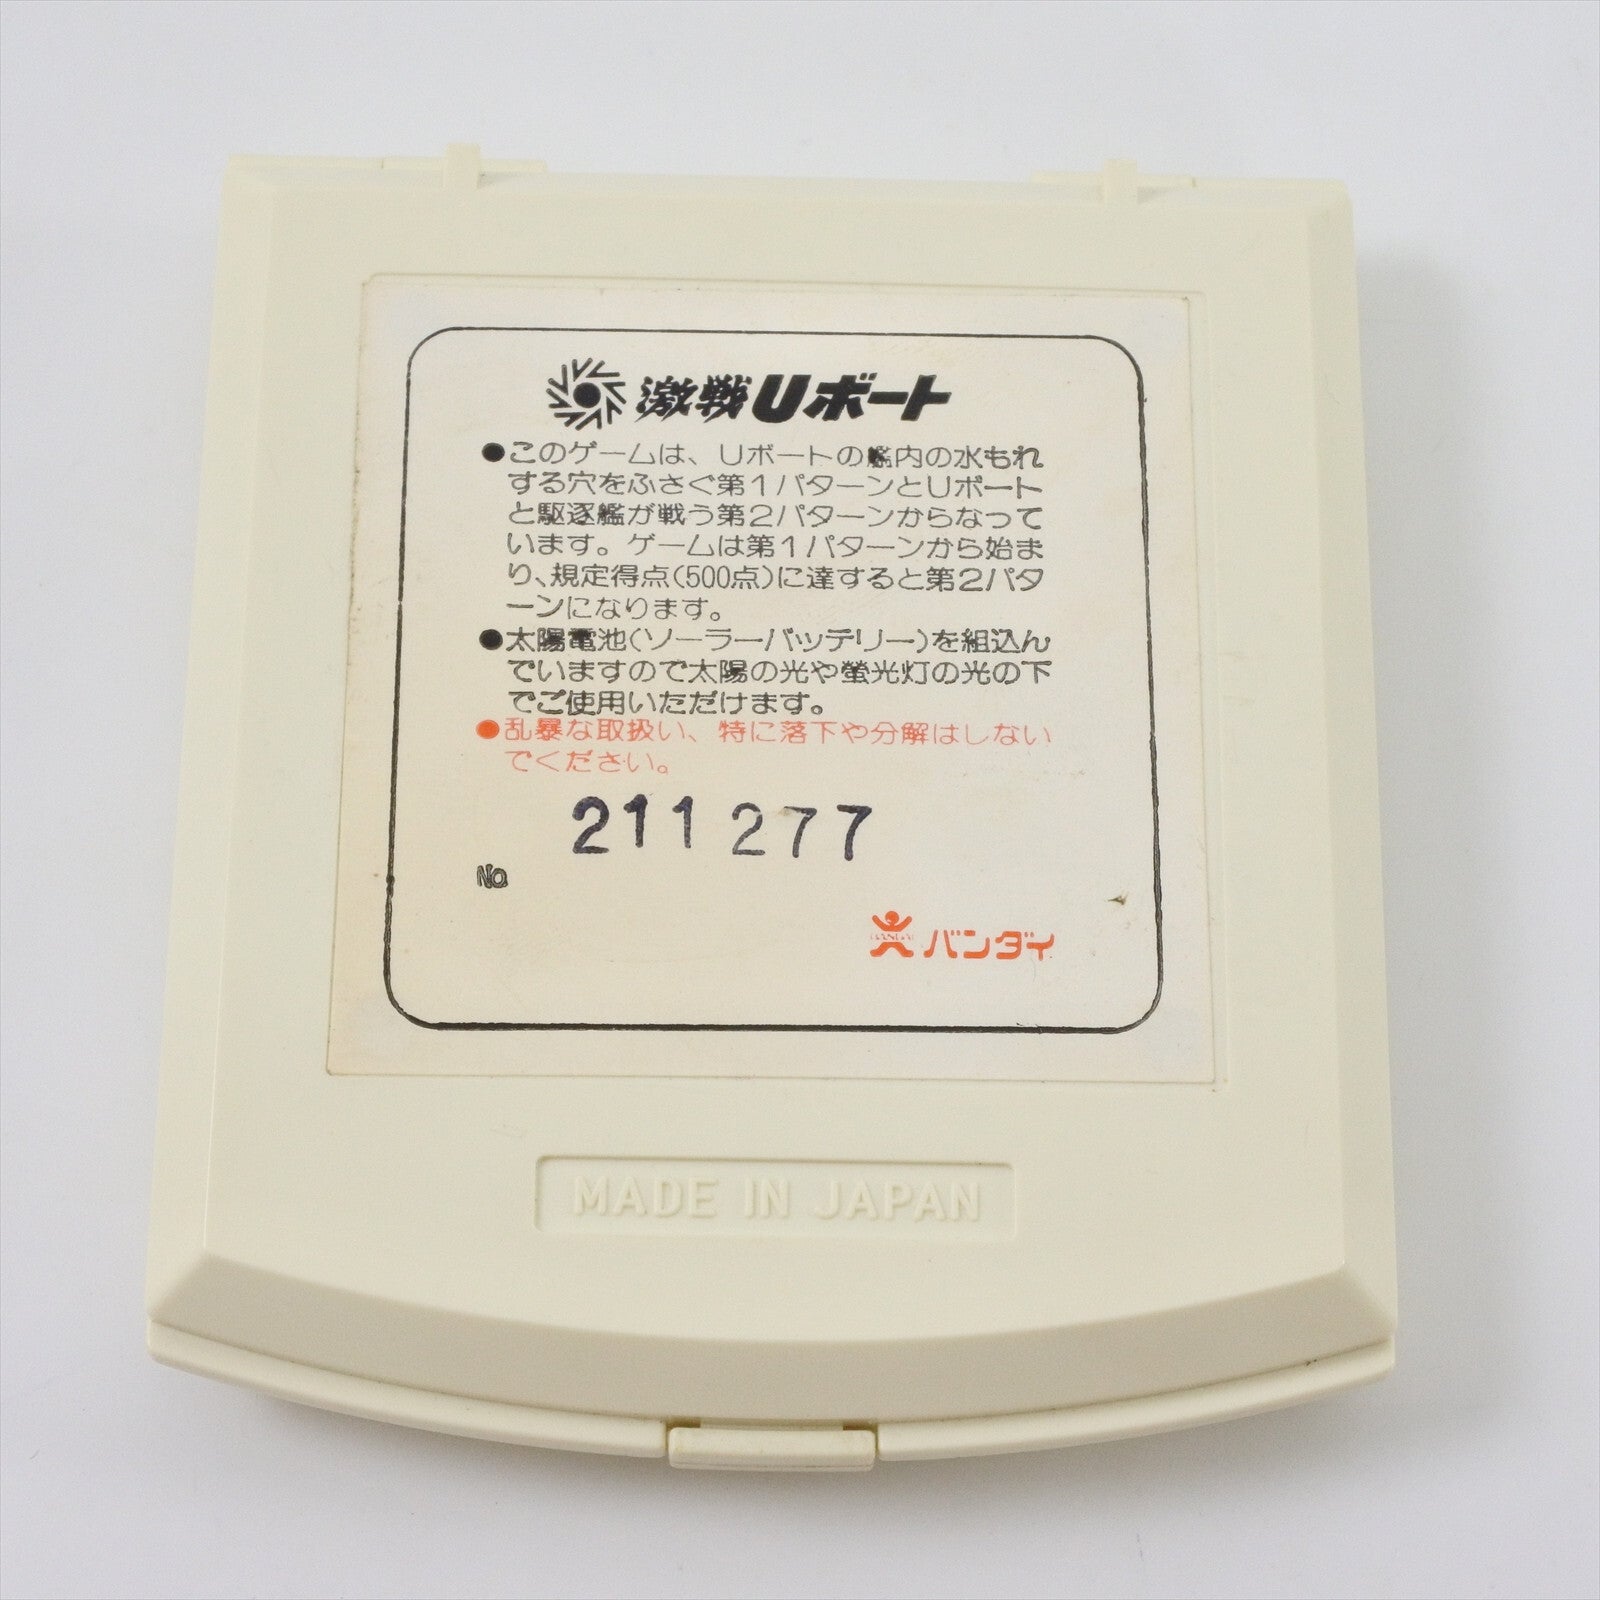 激戦Uボート
●このゲームは、Uボートの艦内の水もれ
する穴をふさぐ第1パターンとUボート
と駆逐艦が戦う第2パターンからなって
います。ゲームは第1パターンから始ま
り、規定得点(500点)に達すると第2パタ
ーンになります。
●太陽電池(ソーラーバッテリー)を組込ん
でいますので太陽の光や螢光灯の光の下
でご使用いただけます。
●乱暴な取扱い、特に落下や分解はしない
でください。
211277
No.
BANDAI バンダイ
MADE IN JAPAN